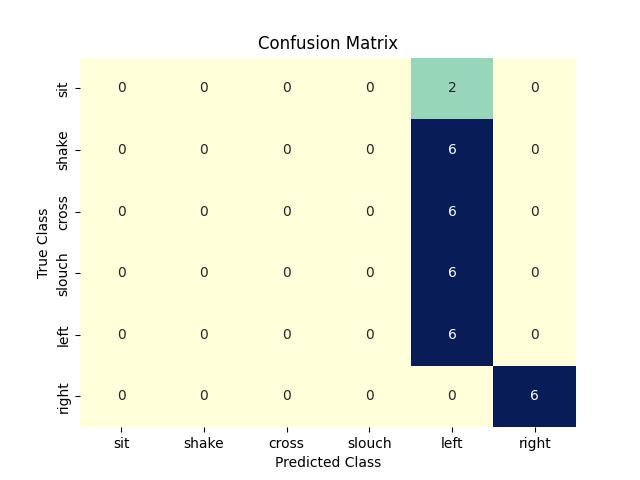 Confusion Matrix
sit 0 0 0 0 2 0
shake 0 0 0 0 6 0
cross 0 0 0 0 6 0
slouch 0 0 0 0 6 0
left 0 0 0 0 6 0
right 0 0 0 0 0 6
True Class
sit shake cross slouch left right
Predicted Class